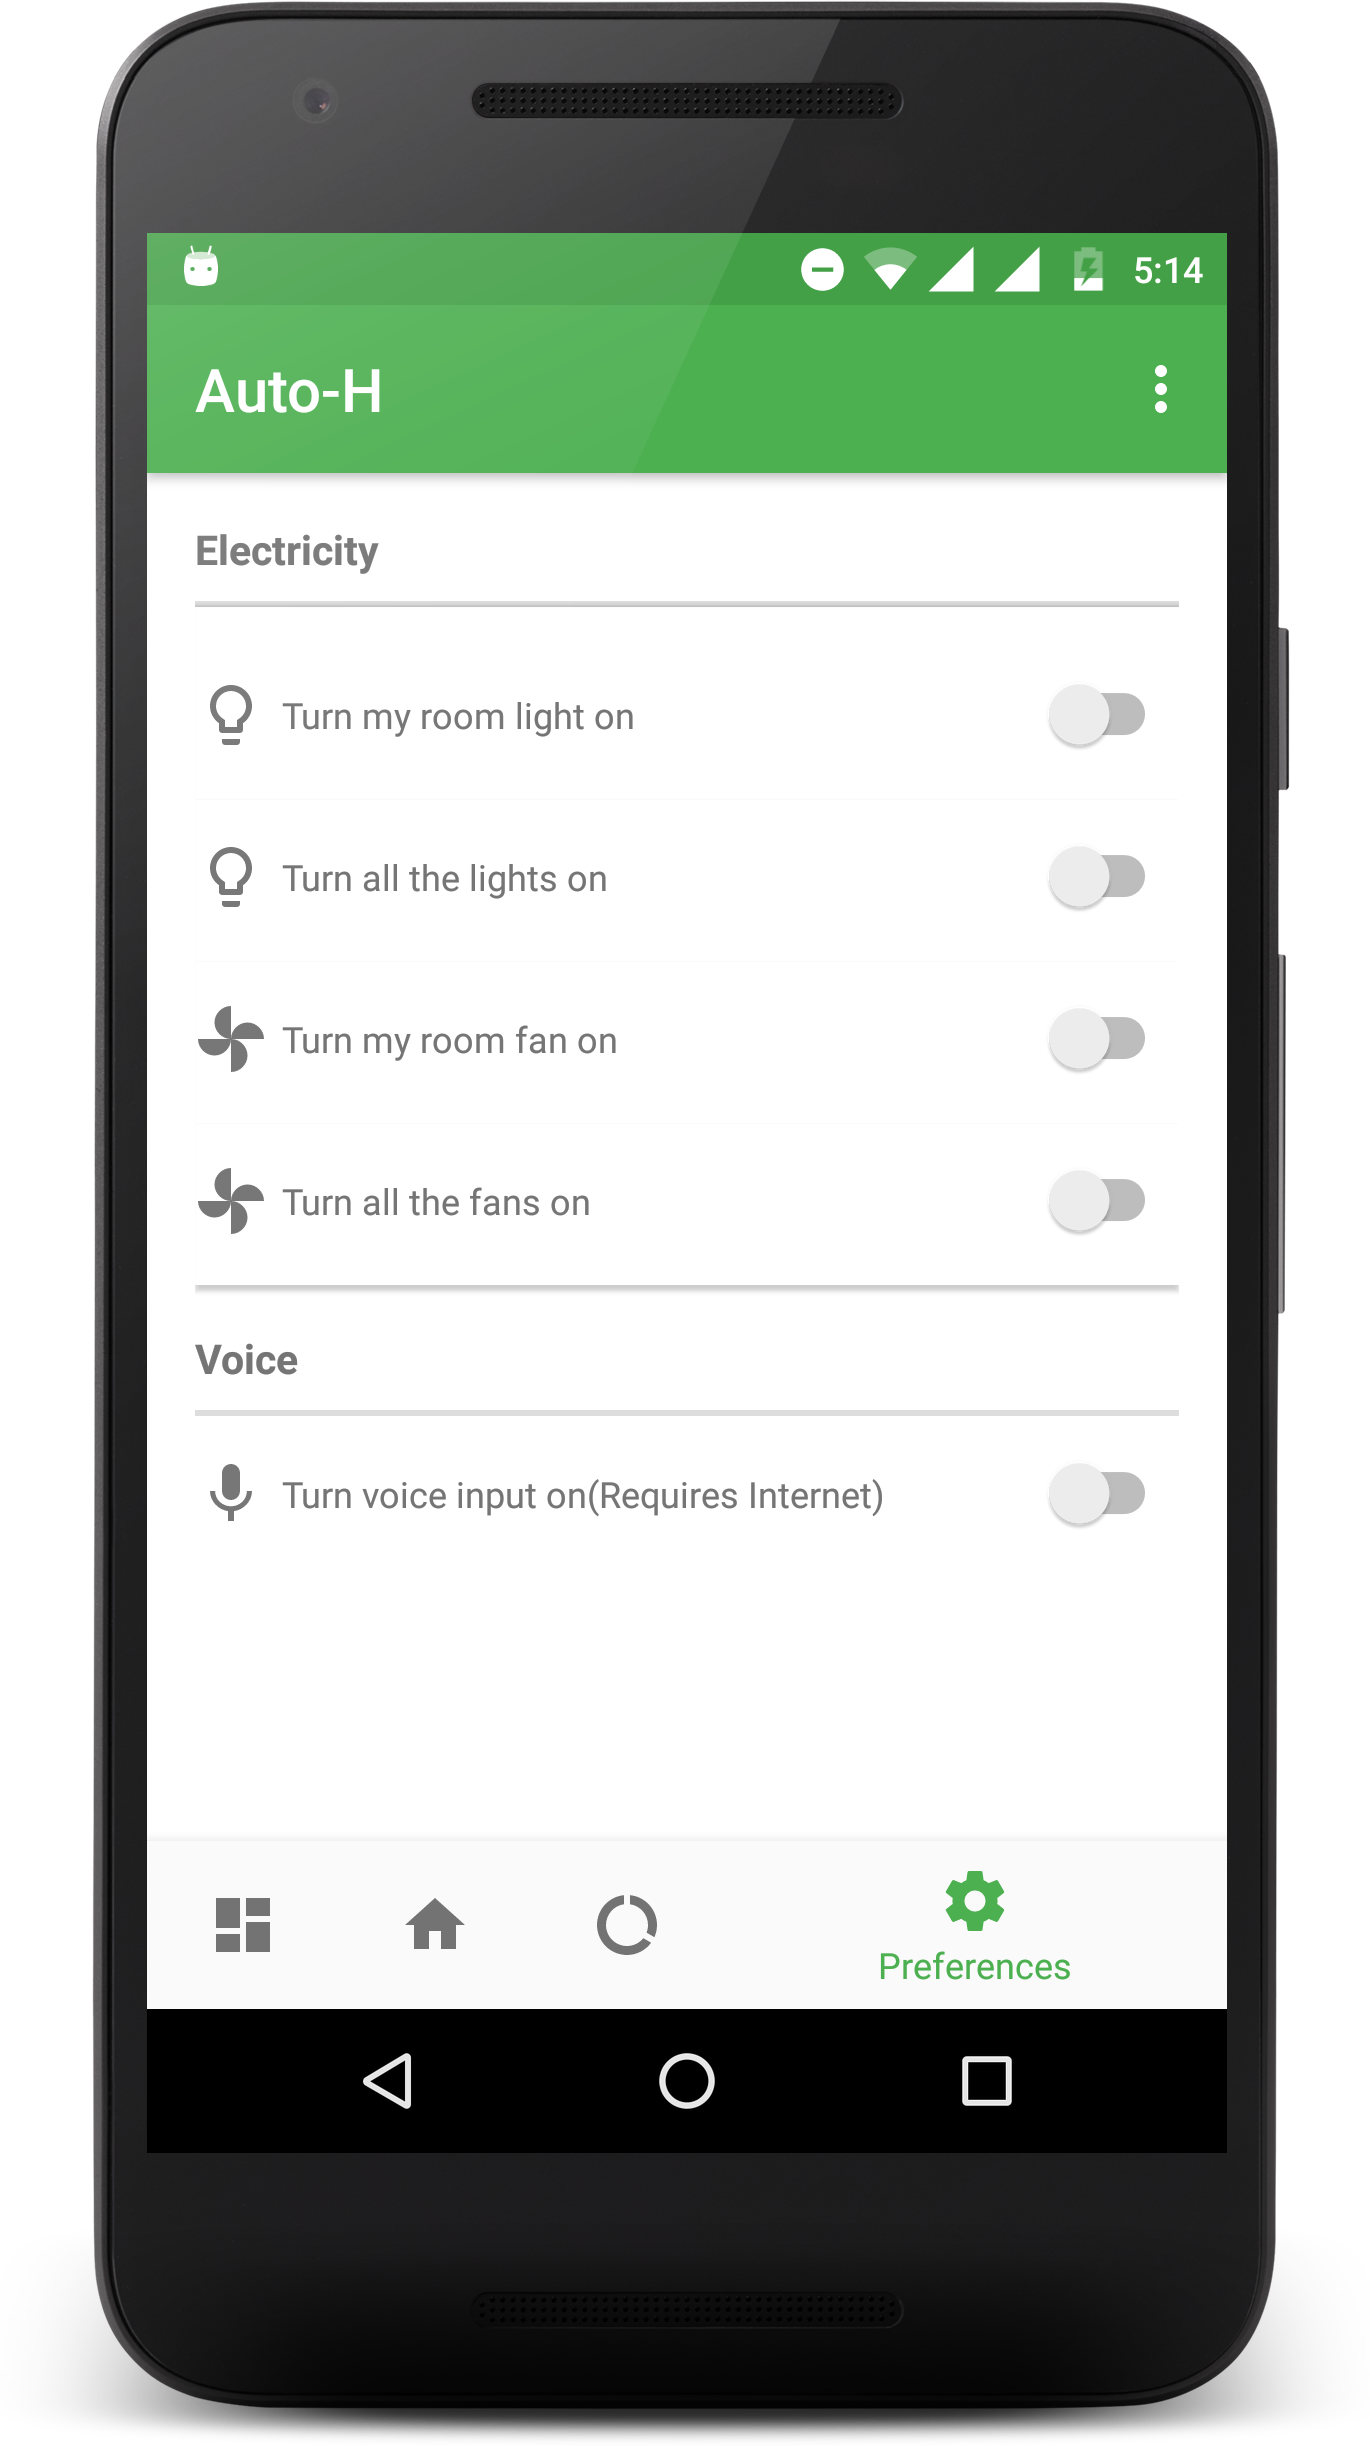 5:14
Auto-H
Electricity
Turn my room light on
Turn all the lights on
Turn my room fan on
Turn all the fans on
Voice
Turn voice input on(Requires Internet)
Preferences